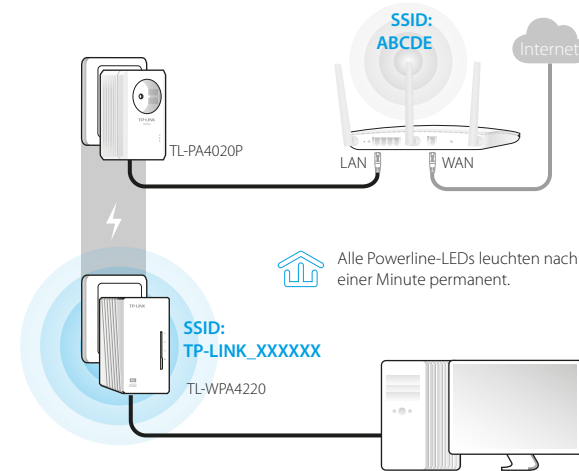 SSID:
ABCDE
Internet
TP-LINK
TL-PA4020P
LAN
WAN
Alle Powerline-LEDs leuchten nach
einer Minute permanent.
TP-LINK
SSID:
TP-LINK_XXXXXX
TL-WPA4220